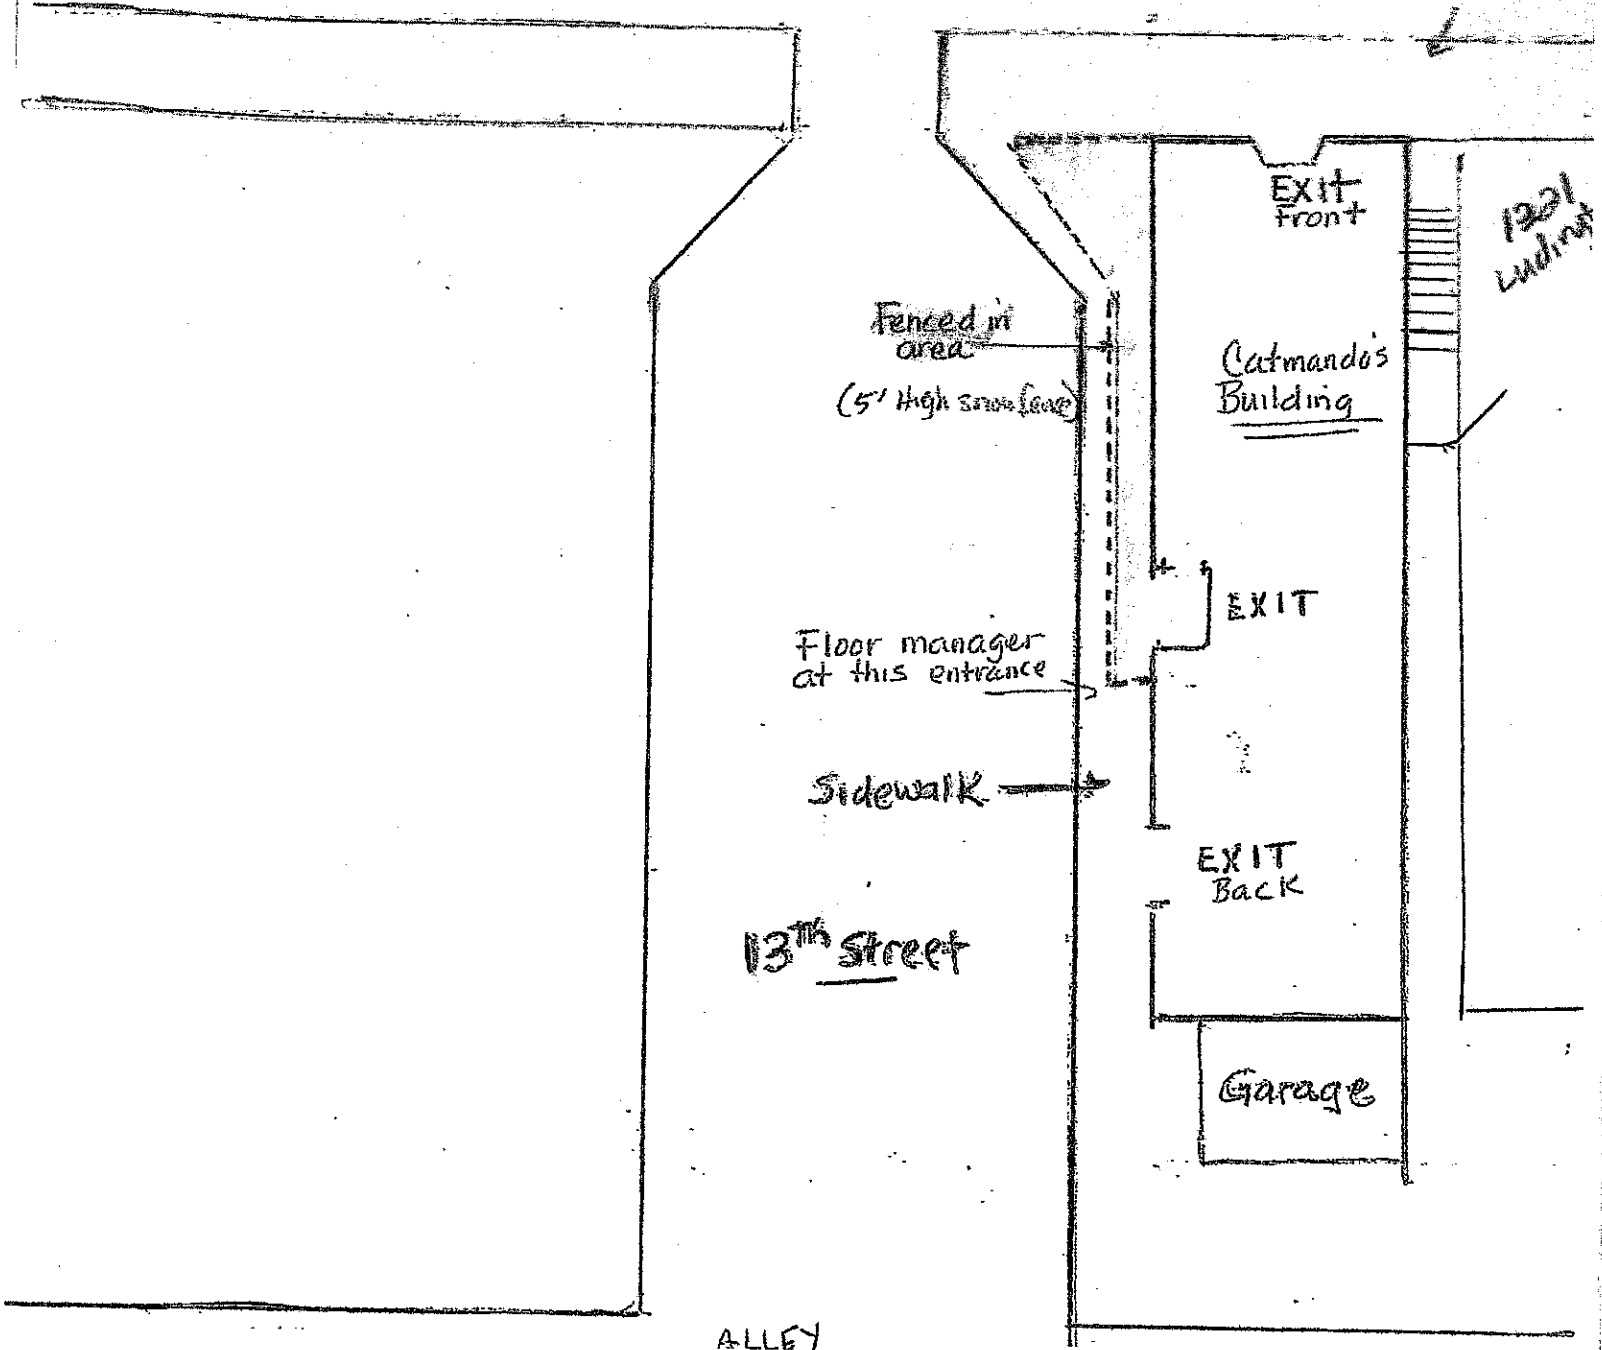 EXIT
Front
1221
Fenced in
area
(5' High snow fence)
Catmando's
Building
EXIT
Floor manager
at this entrance
Sidewalk
EXIT
Back
13th Street
Garage
ALLEY